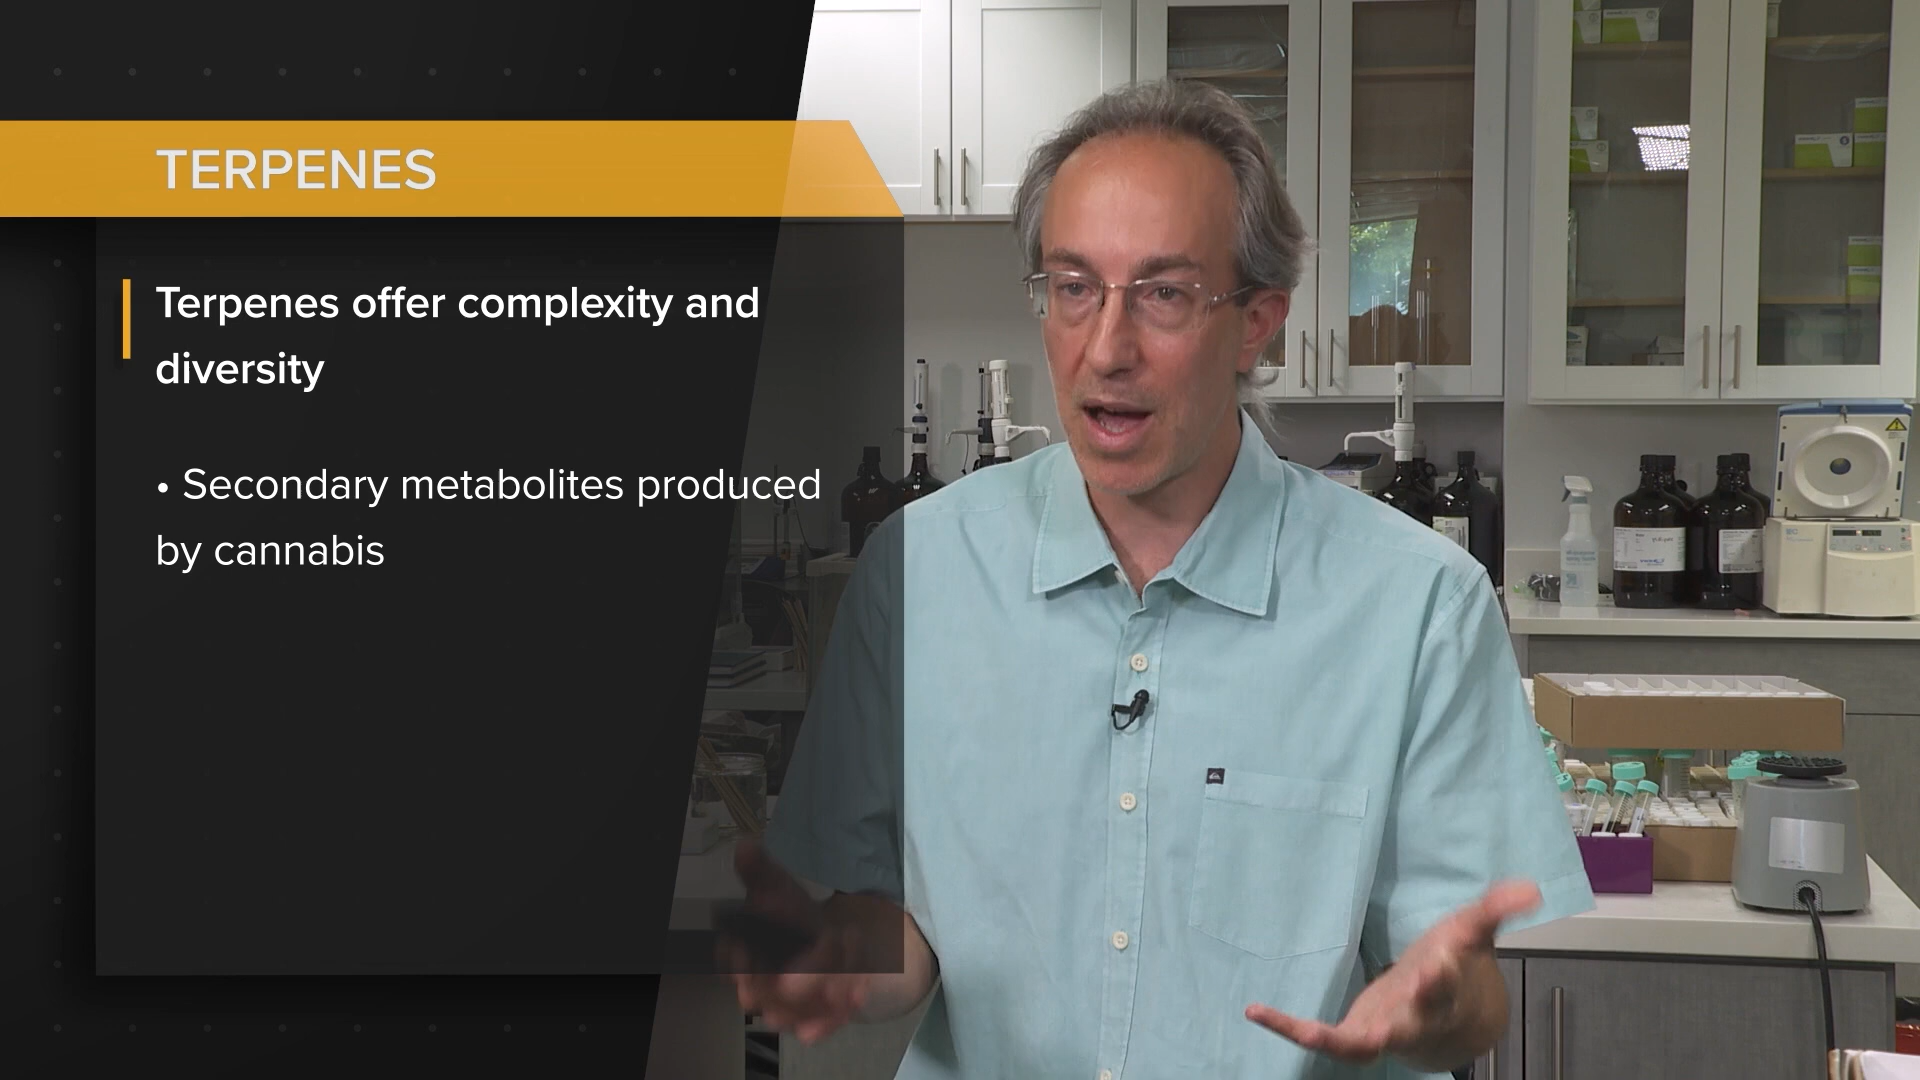 TERPENES
Terpenes offer complexity and
diversity
• Secondary metabolites produced
by cannabis